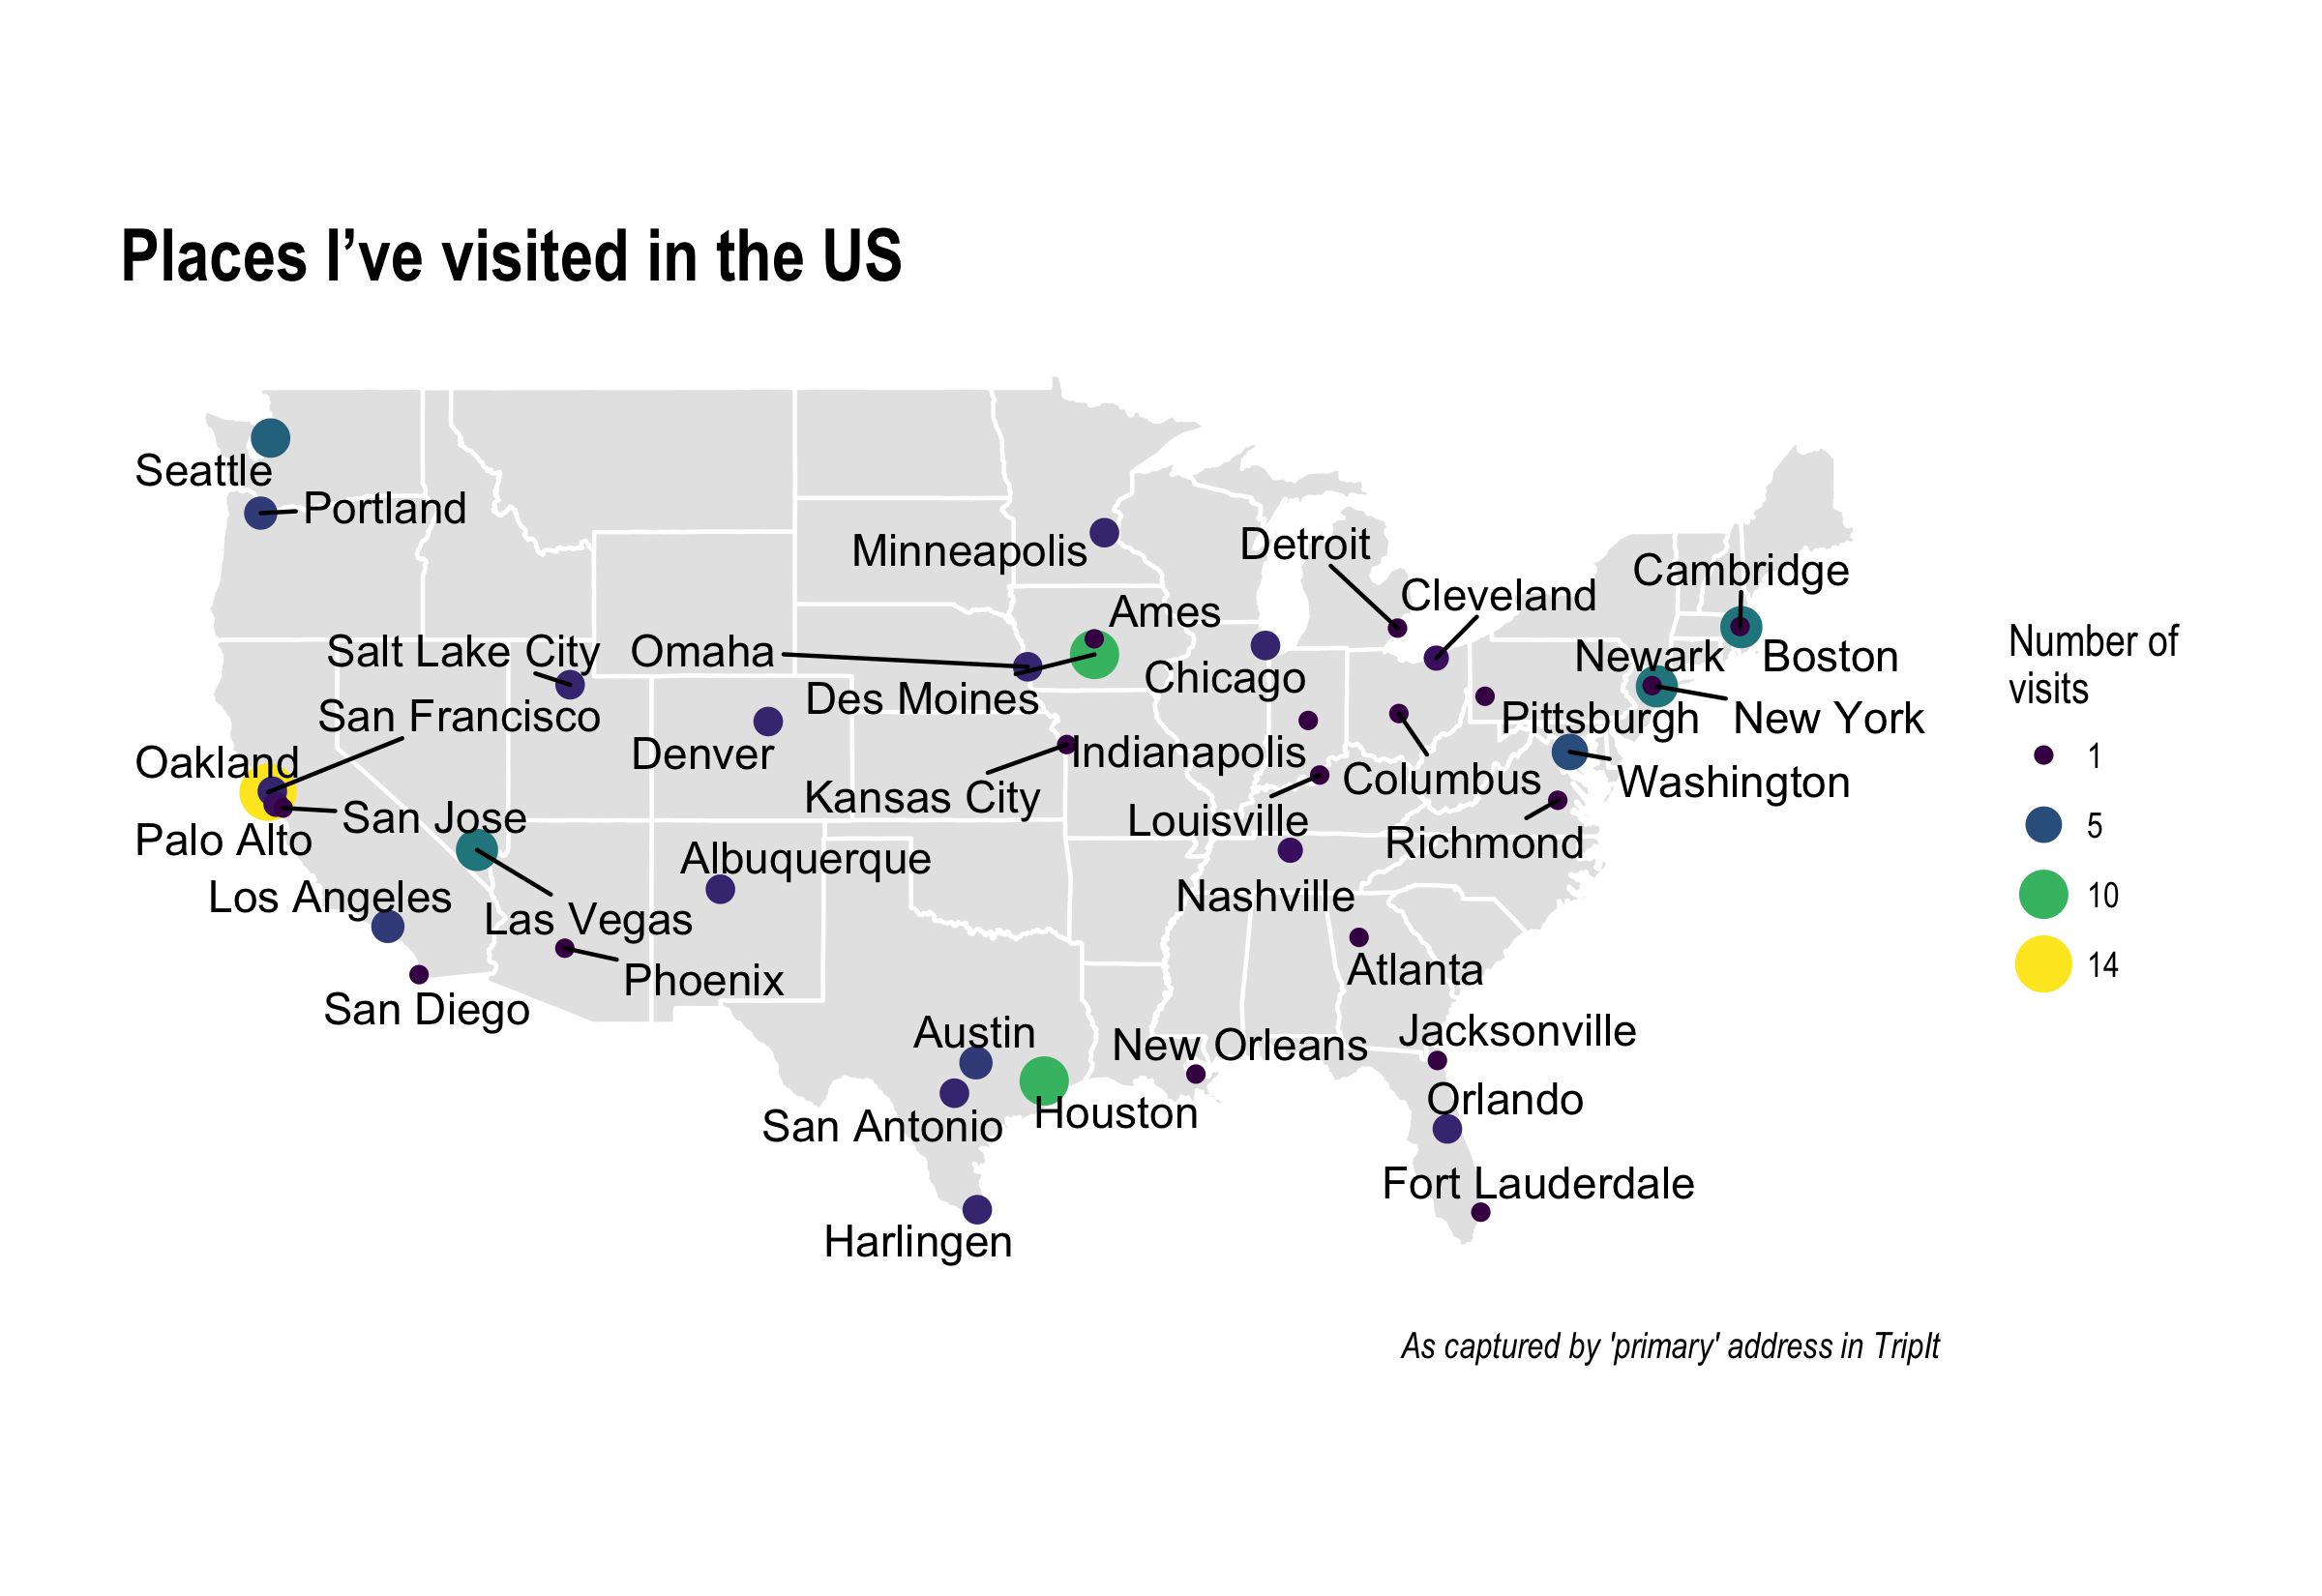 Places I’ve visited in the US
Seattle
Portland
Minneapolis
Detroit
Cambridge
Cleveland
Ames
Salt Lake City
Omaha
Newark
Boston
Chicago
Des Moines
San Francisco
Pittsburgh
New York
Oakland
Denver
Indianapolis
Columbus
Washington
Kansas City
San Jose
Louisville
Palo Alto
Richmond
Albuquerque
Los Angeles
Nashville
Las Vegas
Atlanta
Phoenix
San Diego
Austin
Jacksonville
New Orleans
Orlando
Houston
San Antonio
Fort Lauderdale
Harlingen
Number of
visits
1
5
10
14
As captured by 'primary' address in TripIt